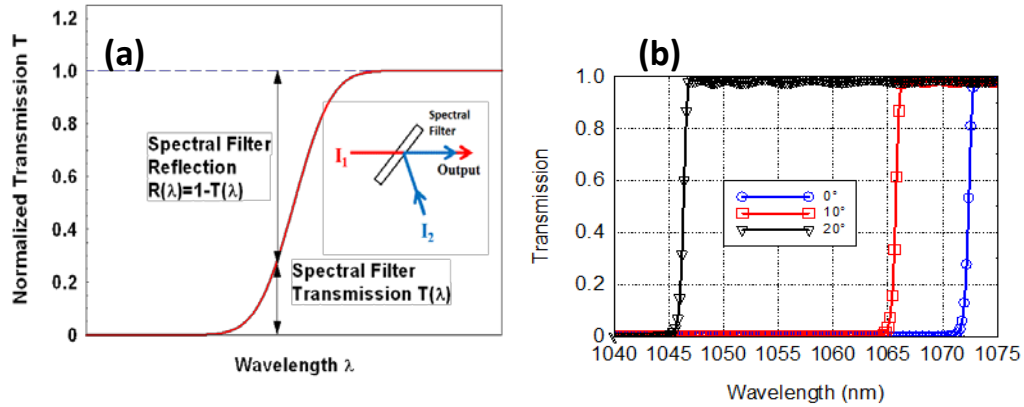 (a)
Normalized Transmission T
1.2
1.0
0.8
0.6
0.4
0.2
0
Spectral Filter
Reflection
R(λ)=1-T(λ)
Spectral
Filter
I₁
Output
I₂
Spectral Filter
Transmission T(λ)
Wavelength λ
(b)
Transmission
1.0
0.8
0.6
0.4
0.2
0
0°
10°
20°
1040 1045 1050 1055 1060 1065 1070 1075
Wavelength (nm)